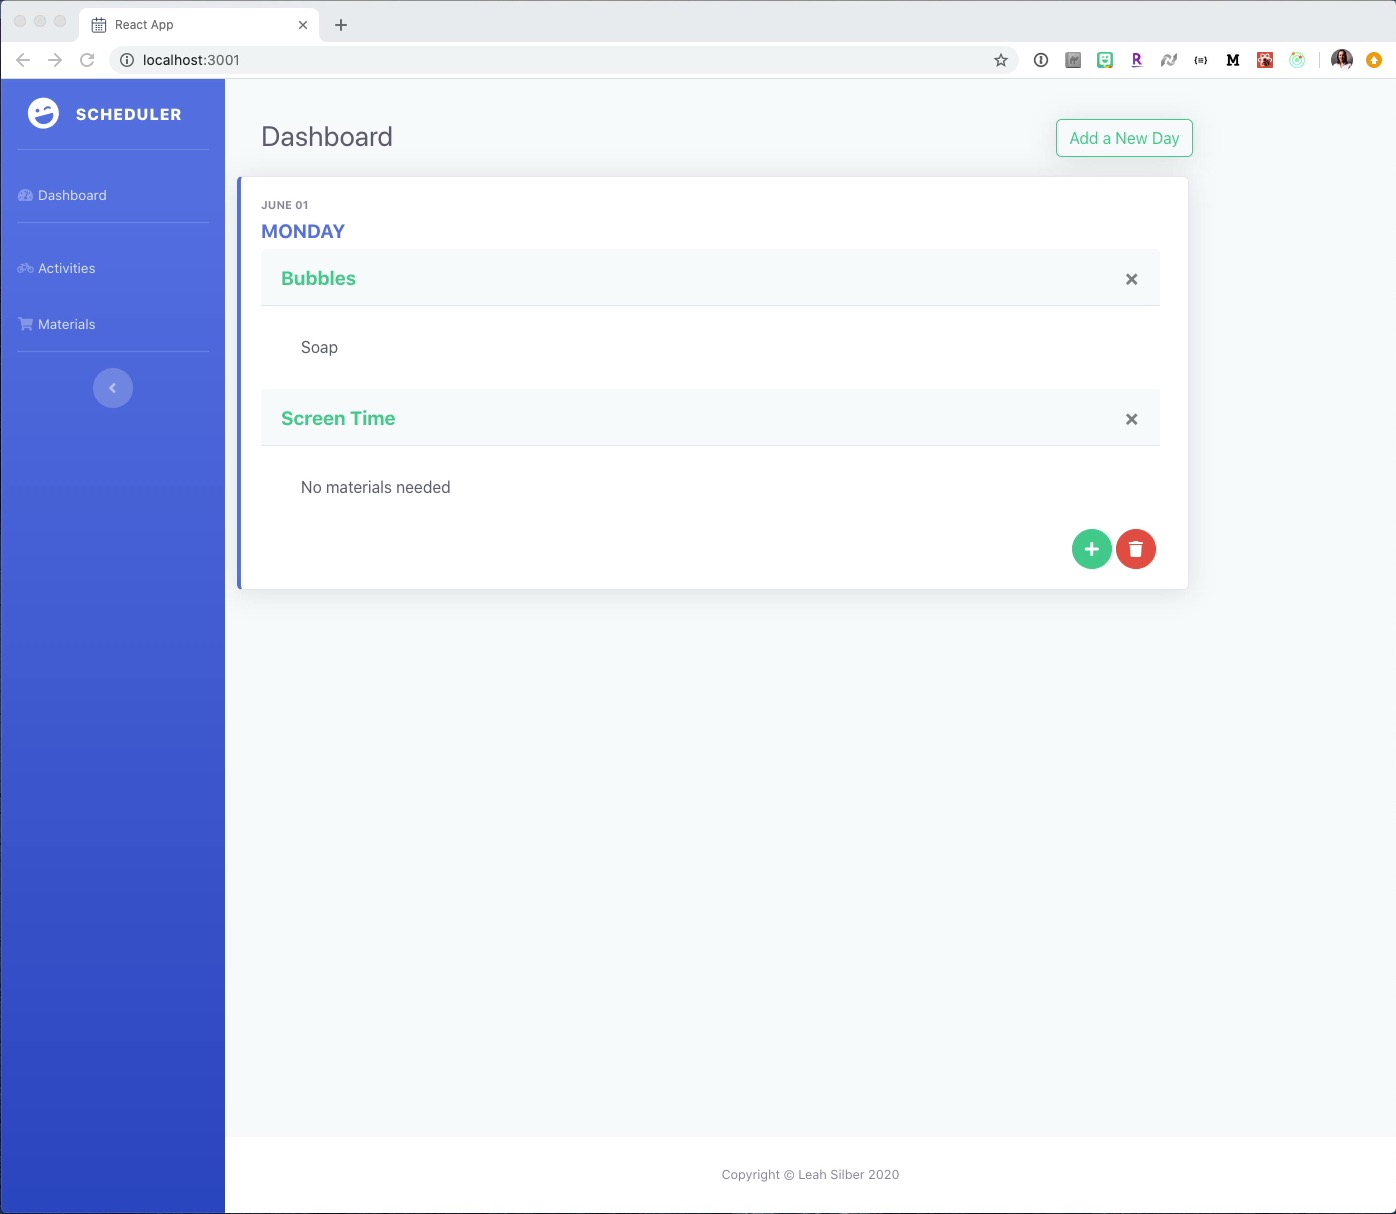 React App
localhost:3001
R
{≡}
M
SCHEDULER
Dashboard
Activities
Materials
Dashboard
Add a New Day
JUNE 01
MONDAY
Bubbles
Soap
Screen Time
No materials needed
Copyright © Leah Silber 2020